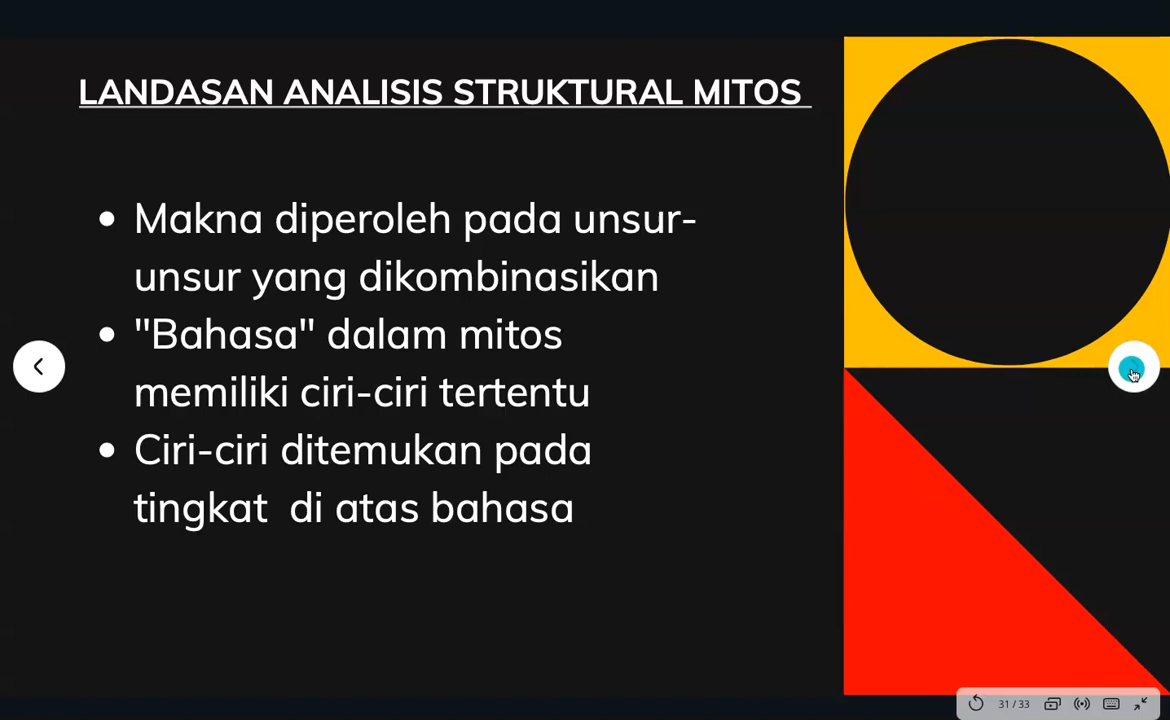 LANDASAN ANALISIS STRUKTURAL MITOS
• Makna diperoleh pada unsur-
unsur yang dikombinasikan
• "Bahasa" dalam mitos
memiliki ciri-ciri tertentu
• Ciri-ciri ditemukan pada
tingkat  di atas bahasa
31 / 33